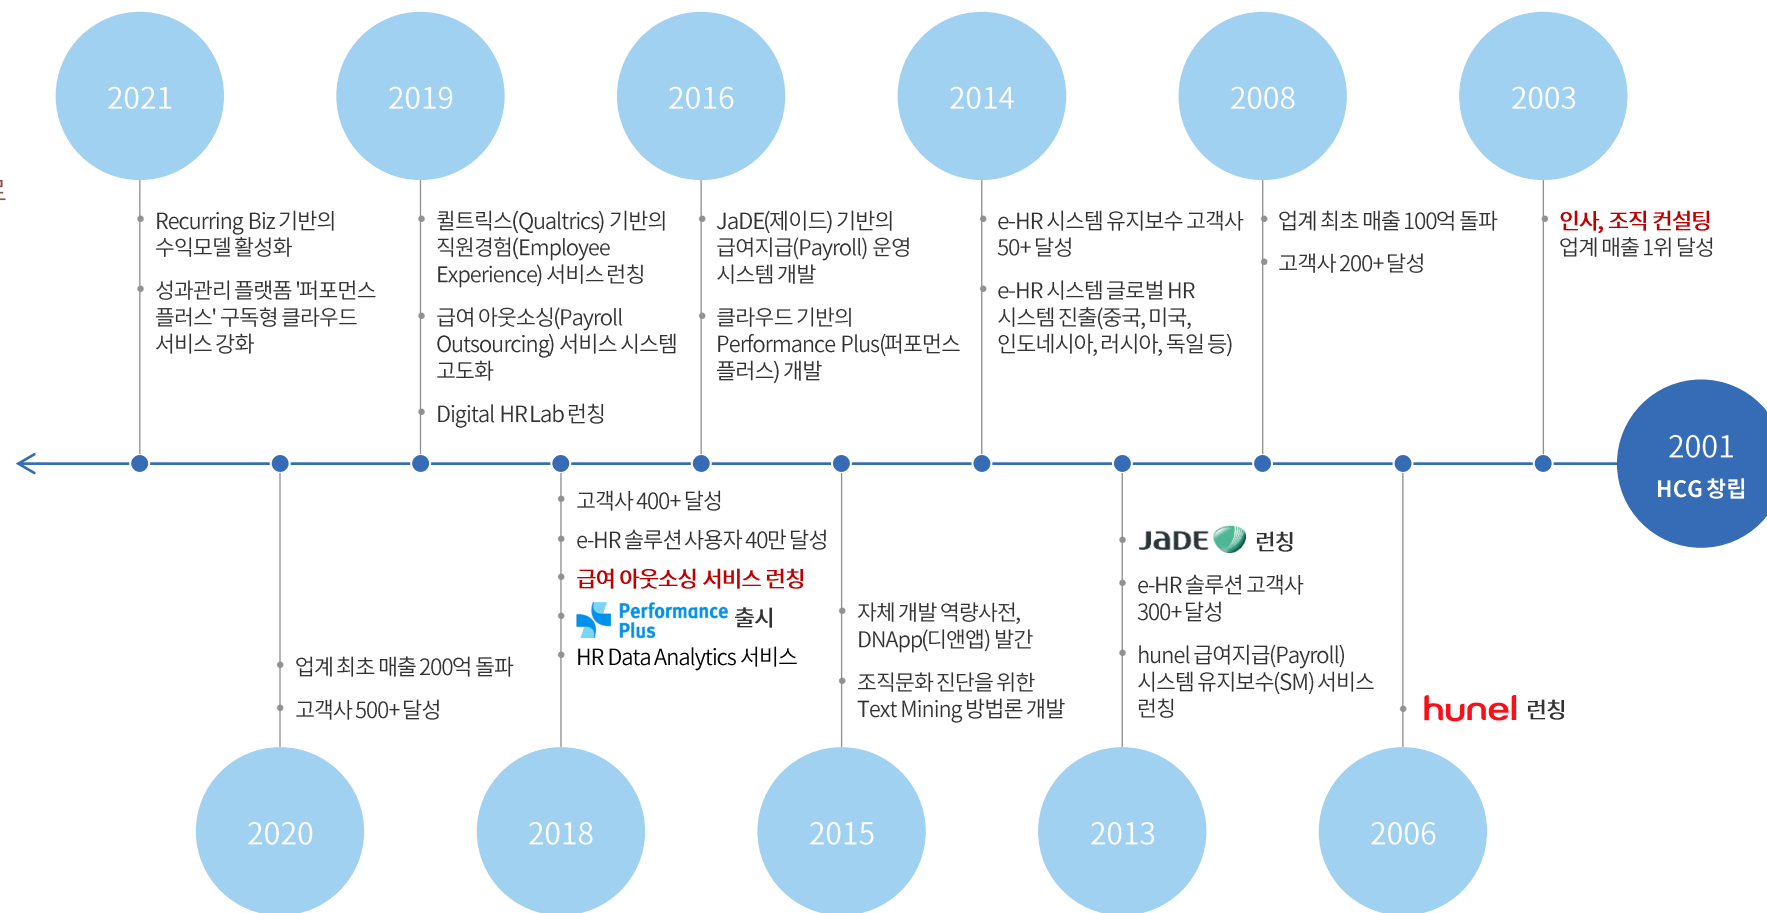 2021
Recurring Biz 기반의
수익모델 활성화
성과관리 플랫폼 '퍼포먼스
플러스' 구독형 클라우드
서비스 강화
2019
퀄트릭스(Qualtrics) 기반의
직원경험(Employee
Experience) 서비스 런칭
급여 아웃소싱(Payroll
Outsourcing) 서비스 시스템
고도화
Digital HR Lab 런칭
2016
JaDE(제이드) 기반의
급여지급(Payroll) 운영
시스템 개발
클라우드 기반의
Performance Plus(퍼포먼스
플러스) 개발
2014
e-HR 시스템 유지보수 고객사
50+ 달성
e-HR 시스템 글로벌 HR
시스템 진출(중국, 미국,
인도네시아, 러시아, 독일 등)
2008
업계 최초 매출 100억 돌파
고객사 200+ 달성
2003
인사, 조직 컨설팅
업계 매출 1위 달성
2001
HCG 창립
업계 최초 매출 200억 돌파
고객사 500+ 달성
2020
고객사 400+ 달성
e-HR 솔루션 사용자 40만 달성
급여 아웃소싱 서비스 런칭
Performance
Plus 출시
HR Data Analytics 서비스
2018
자체 개발 역량사전,
DNApp(디앤앱) 발간
조직문화 진단을 위한
Text Mining 방법론 개발
2015
JaDE 런칭
e-HR 솔루션 고객사
300+ 달성
hunel 급여지급(Payroll)
시스템 유지보수(SM) 서비스
런칭
2013
hunel 런칭
2006